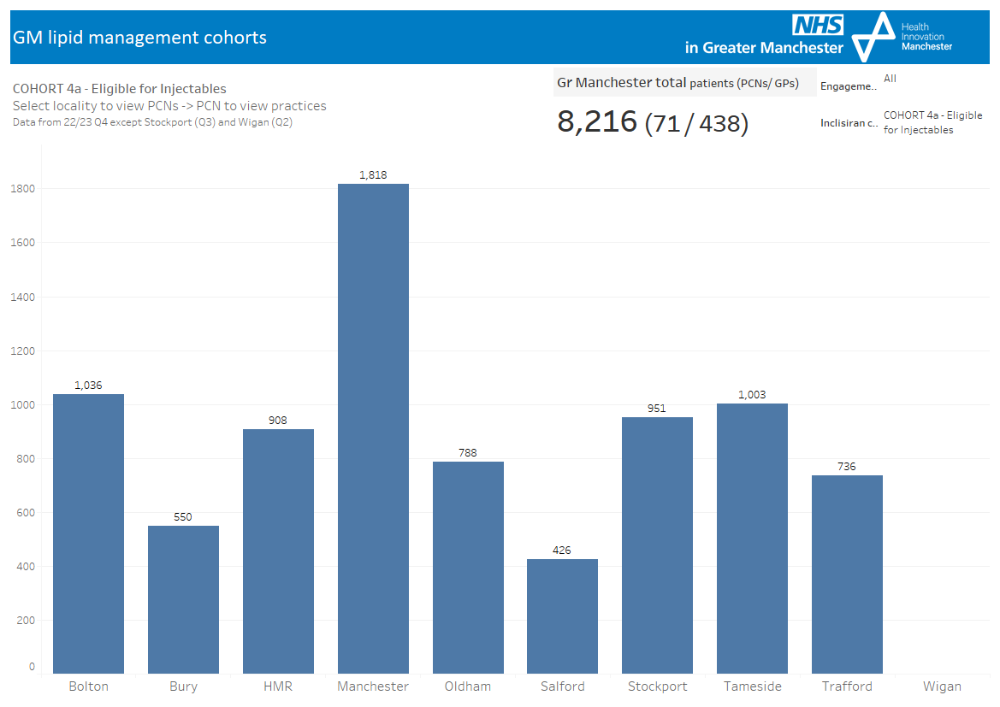 GM lipid management cohorts
NHS
in Greater Manchester
Health
Innovation
Manchester
COHORT 4a - Eligible for Injectables
Select locality to view PCNs -> PCN to view practices
Data from 22/23 Q4 except Stockport (Q3) and Wigan (Q2)
Gr Manchester total patients (PCNs/ GPs)
8,216 (71 / 438)
Engageme.. All
Inclisiran c.. COHORT 4a - Eligible
for Injectables
1800
1600
1400
1200
1000
800
600
400
200
0
1,036
550
908
1,818
788
426
951
1,003
736
Bolton
Bury
HMR
Manchester
Oldham
Salford
Stockport
Tameside
Trafford
Wigan